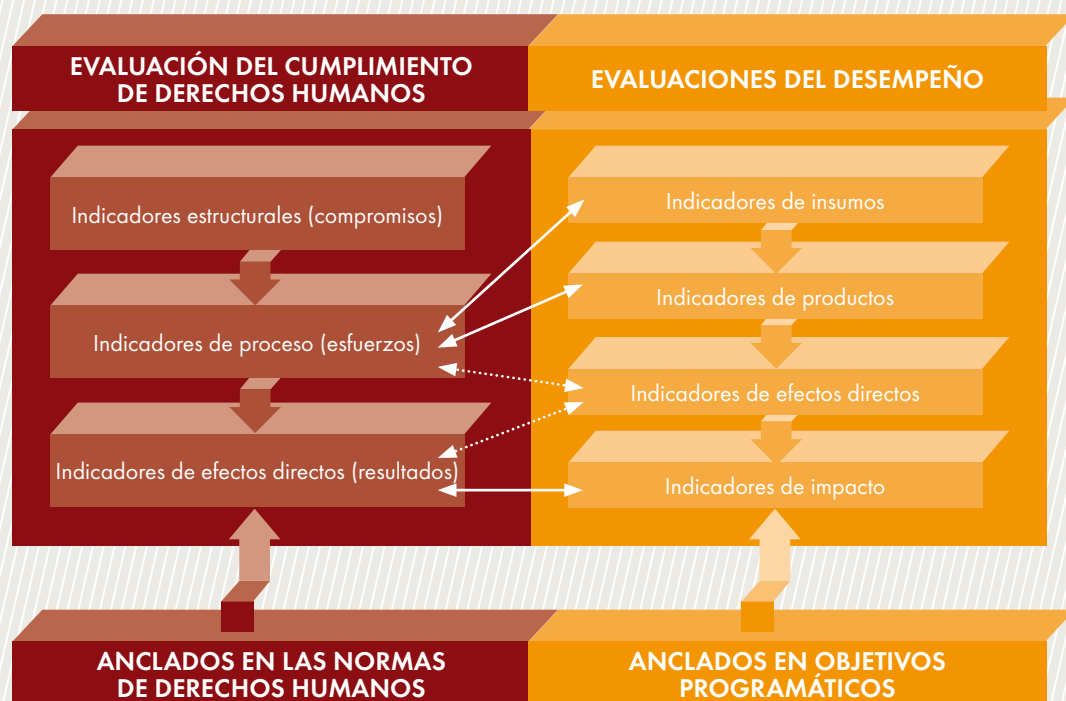 EVALUACIÓN DEL CUMPLIMIENTO
DE DERECHOS HUMANOS
EVALUACIONES DEL DESEMPEÑO
Indicadores estructurales (compromisos)
Indicadores de proceso (esfuerzos)
Indicadores de efectos directos (resultados)
Indicadores de insumos
Indicadores de productos
Indicadores de efectos directos
Indicadores de impacto
ANCLADOS EN LAS NORMAS
DE DERECHOS HUMANOS
ANCLADOS EN OBJETIVOS
PROGRAMÁTICOS